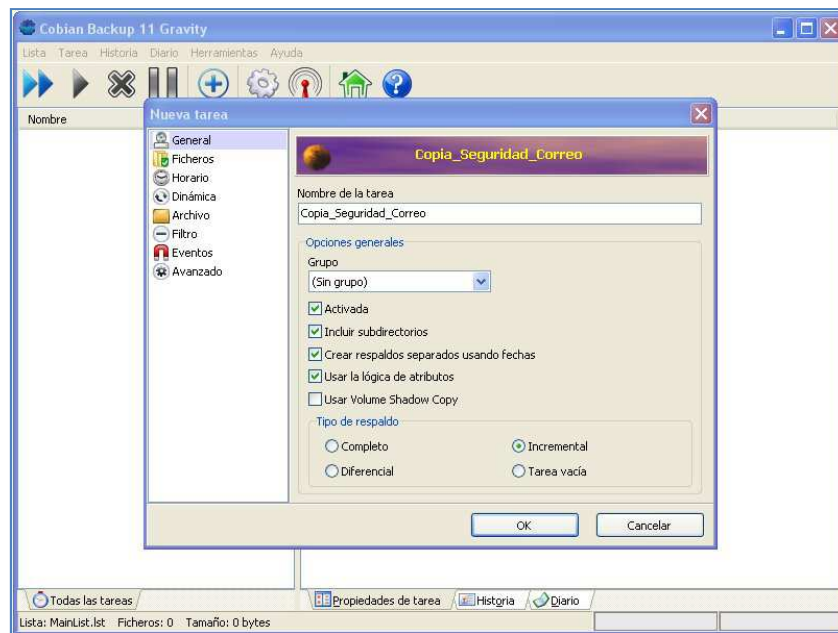 Cobian Backup 11 Gravity
Lista Tarea Historia Diario Herramientas Ayuda
Nombre
Nueva tarea
General
Ficheros
Horario
Dinámica
Archivo
Filtro
Eventos
Avanzado
Copia_Seguridad_Correo
Nombre de la tarea
Copia_Seguridad_Correo
Opciones generales
Grupo
(Sin grupo)
Activada
Incluir subdirectorios
Crear respaldos separados usando fechas
Usar la lógica de atributos
Usar Volume Shadow Copy
Tipo de respaldo
Completo Incremental
Diferencial Tarea vacía
OK Cancelar
Todas las tareas Propiedades de tarea Historia Diario
Lista: MainList.lst Ficheros: 0 Tamaño: 0 bytes